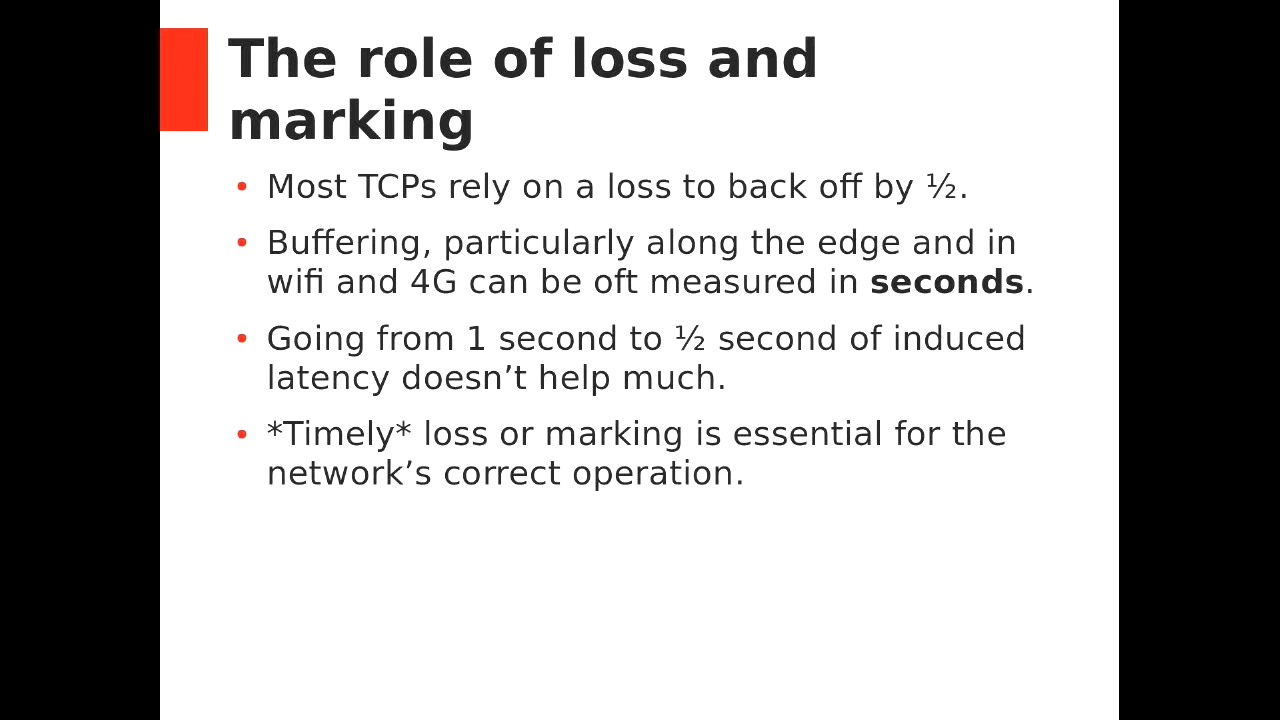 The role of loss and
marking
• Most TCPs rely on a loss to back off by ½.
• Buffering, particularly along the edge and in
wifi and 4G can be oft measured in seconds.
• Going from 1 second to ½ second of induced
latency doesn’t help much.
• *Timely* loss or marking is essential for the
network’s correct operation.